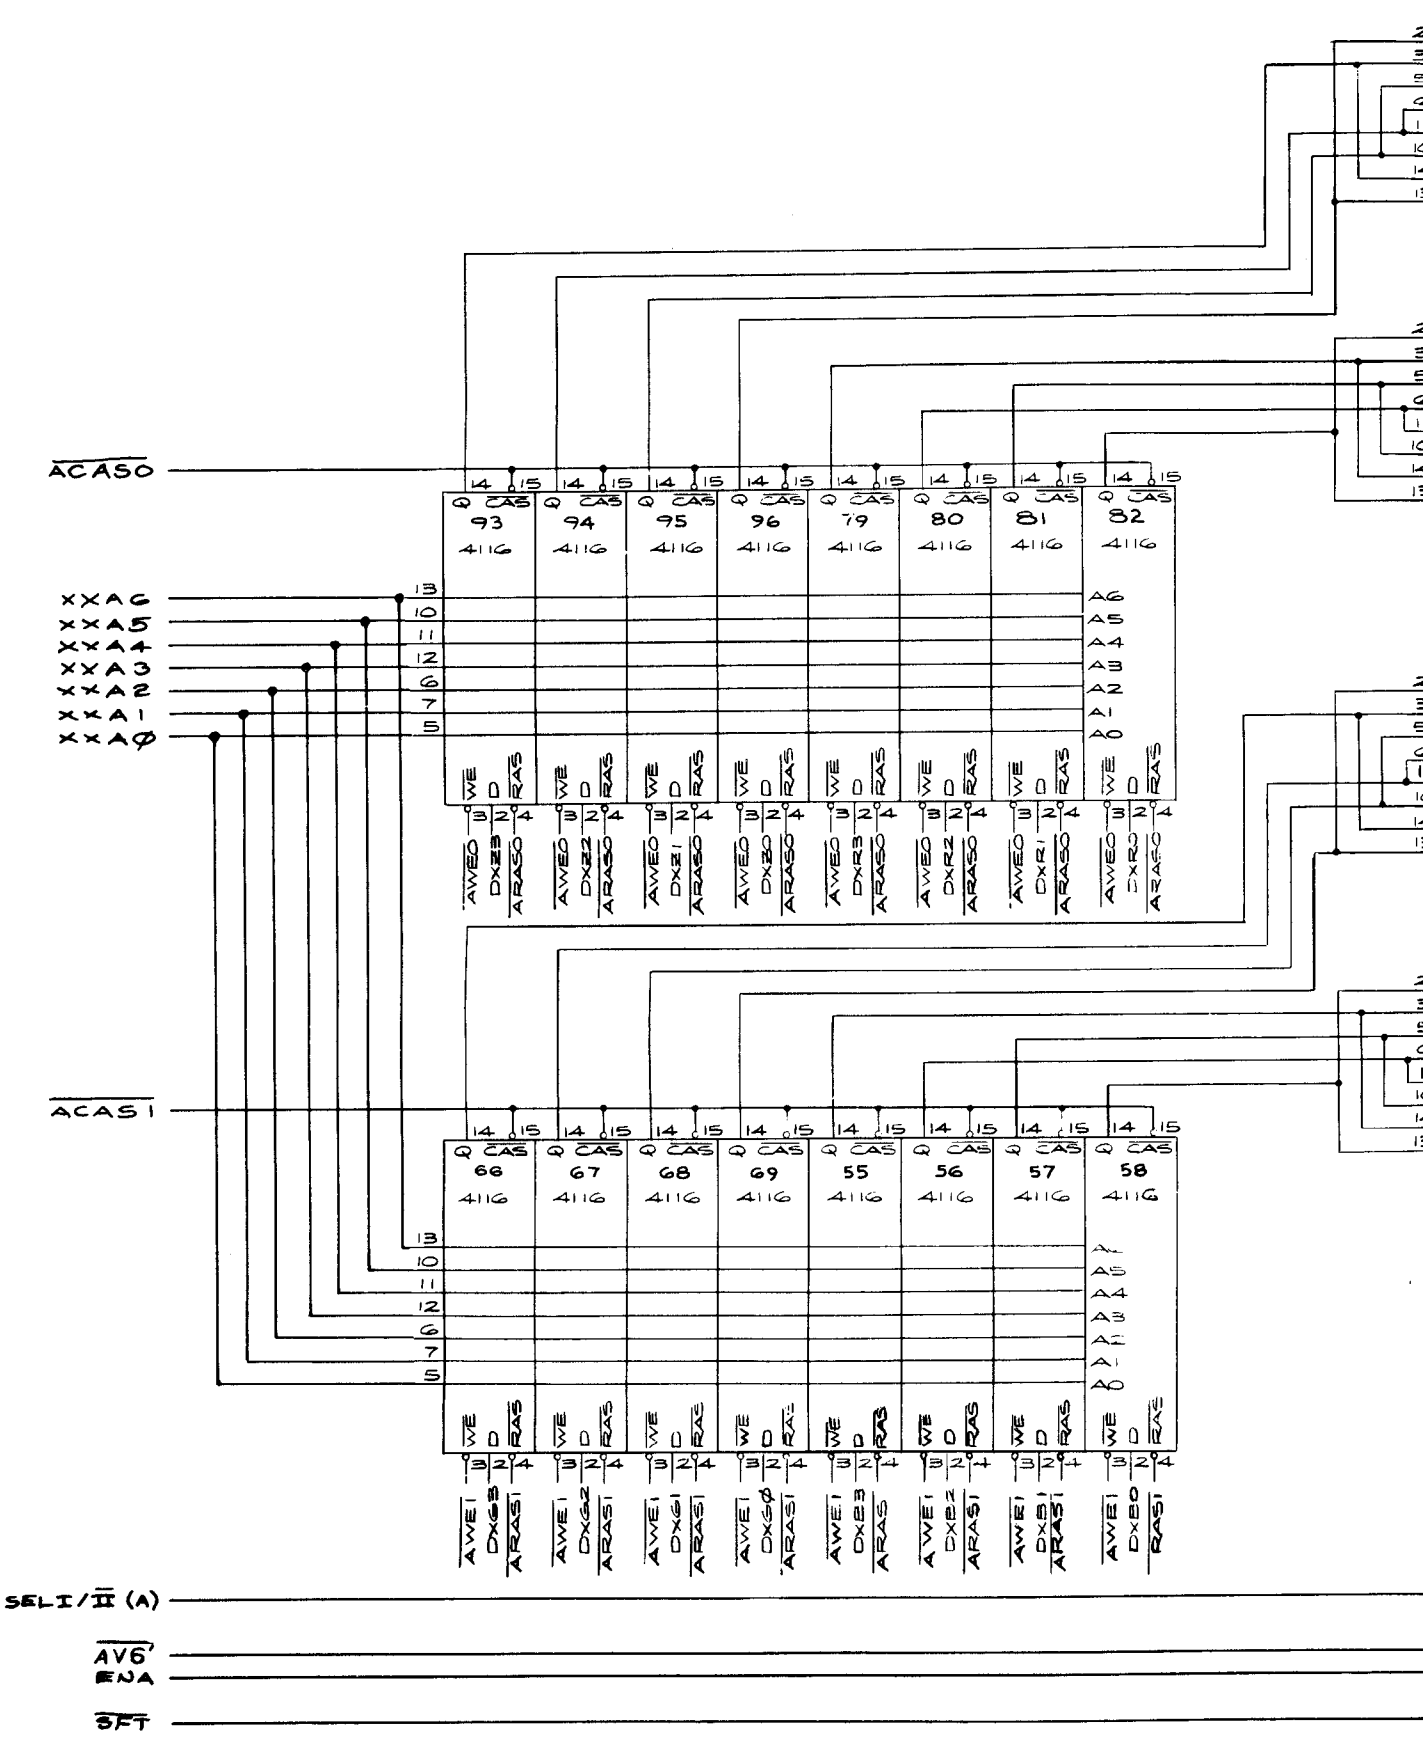 ACAS0
14 15 14 15 14 15 14 15 14 15 14 15 14 15 14 15
Q CAS Q CAS Q CAS Q CAS Q CAS Q CAS Q CAS Q CAS
93 94 95 96 79 80 81 82
4116 4116 4116 4116 4116 4116 4116 4116
XXA6 13 A6
XXA5 10 A5
XXA4 11 A4
XXA3 12 A3
XXA2 6 A2
XXA1 7 A1
XXAØ 5 A0
WE D RAS WE D RAS WE D RAS WE D RAS WE D RAS WE D RAS WE D RAS WE D RAS
3 2 4 3 2 4 3 2 4 3 2 4 3 2 4 3 2 4 3 2 4 3 2 4
AWE0 DXZ3 ARAS0 AWE0 DXZ2 ARAS0 AWE0 DXZ1 ARAS0 AWE0 DXZ0 ARAS0 AWE0 DXR3 ARAS0 AWE0 DXR2 ARAS0 AWE0 DXR1 ARAS0 AWE0 DXR0 ARAS0
ACAS1
14 15 14 15 14 15 14 15 14 15 14 15 14 15 14 15
Q CAS Q CAS Q CAS Q CAS Q CAS Q CAS Q CAS Q CAS
66 67 68 69 55 56 57 58
4116 4116 4116 4116 4116 4116 4116 4116
13
10 A5
11 A4
12 A3
6 A2
7 A1
5 A0
WE D RAS WE D RAS WE D RAS WE D RAS WE D RAS WE D RAS WE D RAS WE D RAS
3 2 4 3 2 4 3 2 4 3 2 4 3 2 4 3 2 4 3 2 4 3 2 4
AWE1 DXG3 ARAS1 AWE1 DXG2 ARAS1 AWE1 DXG1 ARAS1 AWE1 DXGØ ARAS1 AWE1 DXB3 ARAS AWE1 DXB2 ARAS1 AWE1 DXB1 ARAS1 AWE1 DXB0 RAS1
SELI/II (A)
AV6'
ENA
SFT